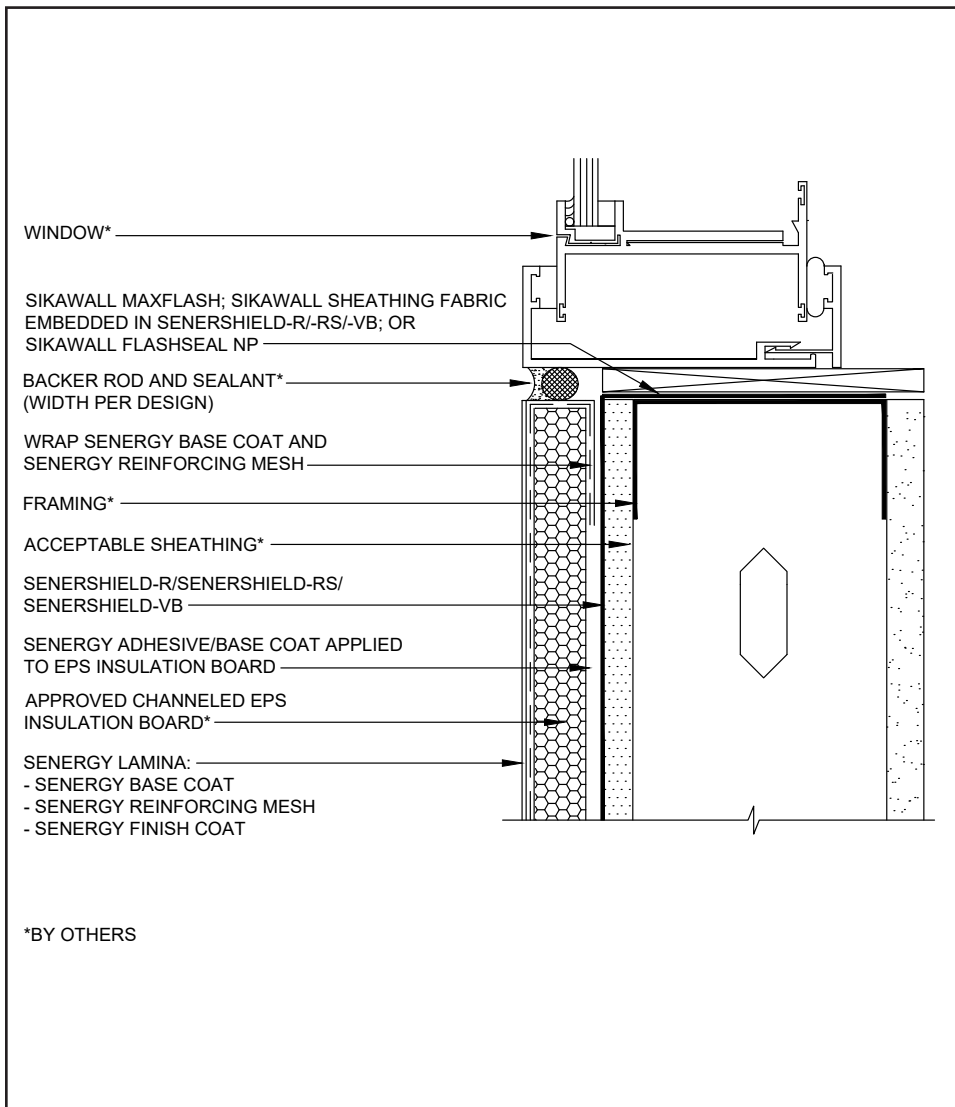 WINDOW*
SIKAWALL MAXFLASH; SIKAWALL SHEATHING FABRIC
EMBEDDED IN SENERSHIELD-R/-RS/-VB; OR
SIKAWALL FLASHSEAL NP
BACKER ROD AND SEALANT*
(WIDTH PER DESIGN)
WRAP SENERGY BASE COAT AND
SENERGY REINFORCING MESH
FRAMING*
ACCEPTABLE SHEATHING*
SENERSHIELD-R/SENERSHIELD-RS/
SENERSHIELD-VB
SENERGY ADHESIVE/BASE COAT APPLIED
TO EPS INSULATION BOARD
APPROVED CHANNELED EPS
INSULATION BOARD*
SENERGY LAMINA:
- SENERGY BASE COAT
- SENERGY REINFORCING MESH
- SENERGY FINISH COAT
*BY OTHERS